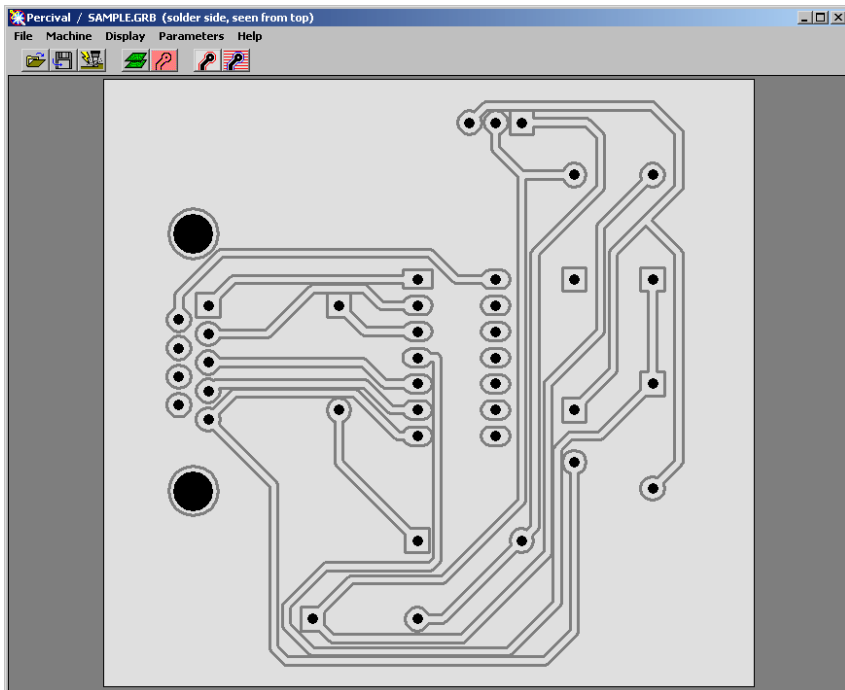 Percival / SAMPLE.GRB (solder side, seen from top)
File Machine Display Parameters Help